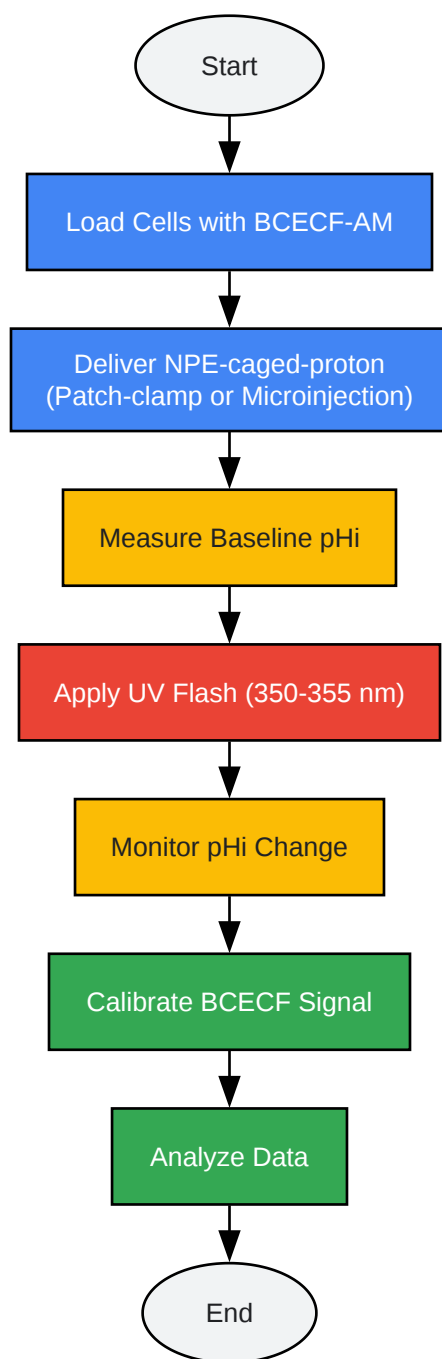 Start
Load Cells with BCECF-AM
Deliver NPE-caged-proton
(Patch-clamp or Microinjection)
Measure Baseline pHi
Apply UV Flash (350-355 nm)
Monitor pHi Change
Calibrate BCECF Signal
Analyze Data
End